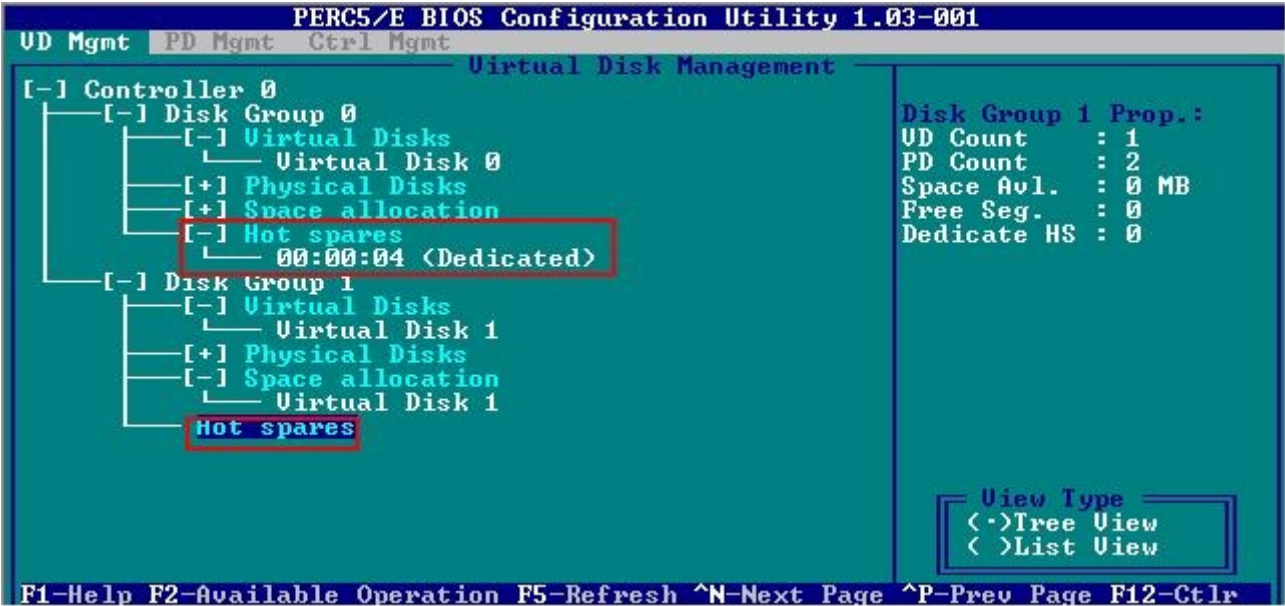 PERC5/E BIOS Configuration Utility 1.03-001
VD Mgmt PD Mgmt Ctrl Mgmt
Virtual Disk Management
[-] Controller 0
[-] Disk Group 0
[-] Virtual Disks
Virtual Disk 0
[+] Physical Disks
[+] Space allocation
[-] Hot spares
00:00:04 (Dedicated)
[-] Disk Group 1
[-] Virtual Disks
Virtual Disk 1
[+] Physical Disks
[-] Space allocation
Virtual Disk 1
Hot spares
Disk Group 1 Prop.:
VD Count : 1
PD Count : 2
Space Avl. : 0 MB
Free Seg. : 0
Dedicate HS : 0
View Type
(·)Tree View
( )List View
F1-Help F2-Available Operation F5-Refresh ^N-Next Page ^P-Prev Page F12-Ctlr